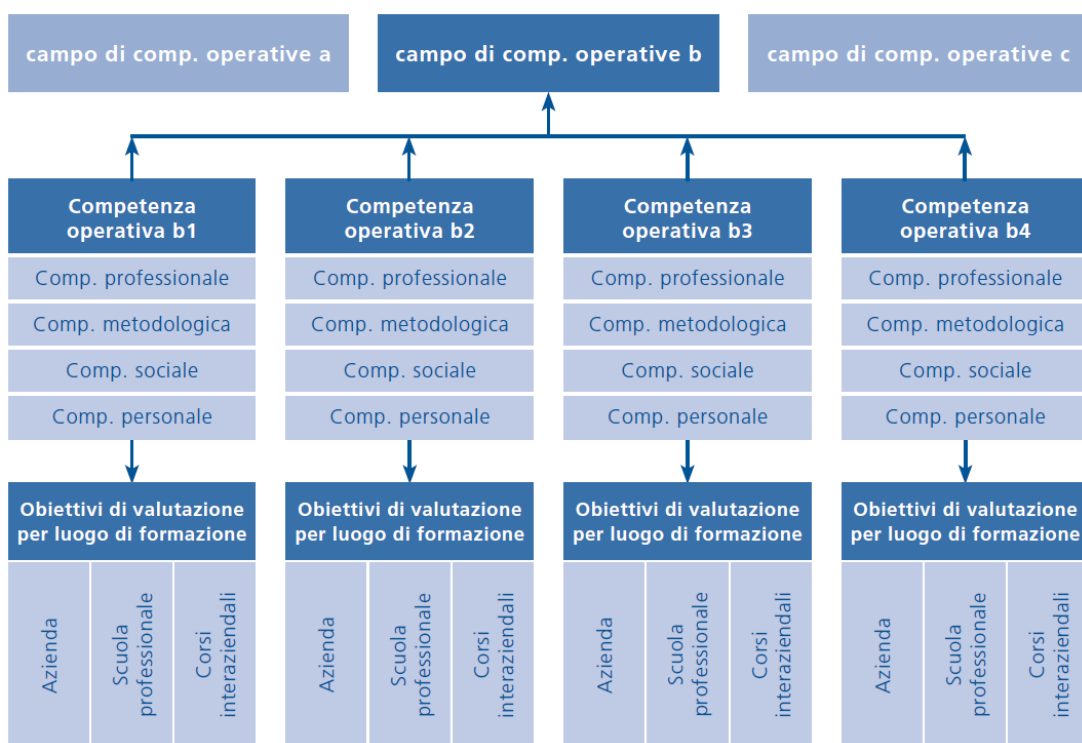 campo di comp. operative a
campo di comp. operative b
campo di comp. operative c
Competenza
operativa b1
Comp. professionale
Comp. metodologica
Comp. sociale
Comp. personale
Obiettivi di valutazione
per luogo di formazione
Azienda
Scuola
professionale
Corsi
interaziendali
Competenza
operativa b2
Comp. professionale
Comp. metodologica
Comp. sociale
Comp. personale
Obiettivi di valutazione
per luogo di formazione
Azienda
Scuola
professionale
Corsi
interaziendali
Competenza
operativa b3
Comp. professionale
Comp. metodologica
Comp. sociale
Comp. personale
Obiettivi di valutazione
per luogo di formazione
Azienda
Scuola
professionale
Corsi
interaziendali
Competenza
operativa b4
Comp. professionale
Comp. metodologica
Comp. sociale
Comp. personale
Obiettivi di valutazione
per luogo di formazione
Azienda
Scuola
professionale
Corsi
interaziendali